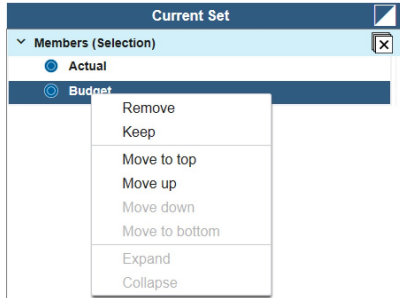 Current Set
Members (Selection)
Actual
Budget
Remove
Keep
Move to top
Move up
Move down
Move to bottom
Expand
Collapse